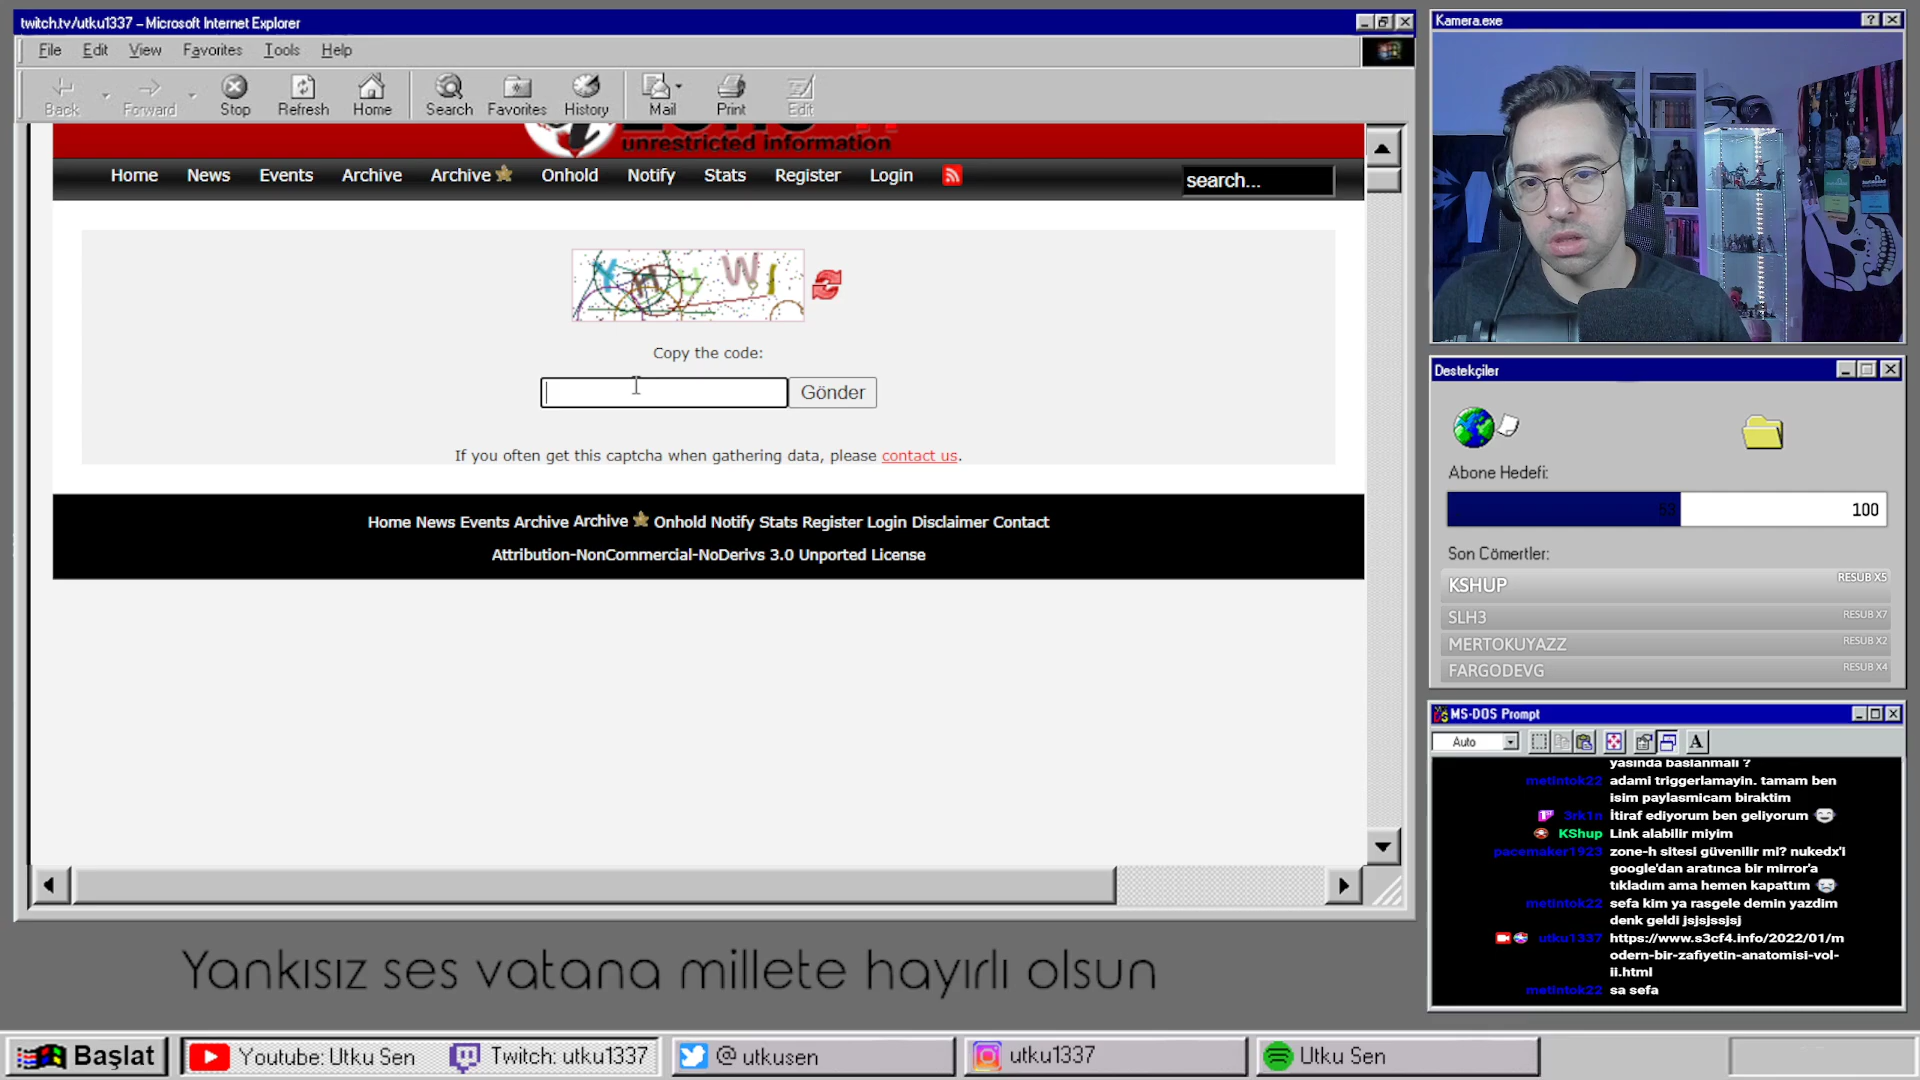 twitch.tv/utku1337 – Microsoft Internet Explorer
File Edit View Favorites Tools Help
Back Forward Stop Refresh Home Search Favorites History Mail Print Edit
unrestricted information
Home News Events Archive Archive Onhold Notify Stats Register Login
search...
Copy the code:
Gönder
If you often get this captcha when gathering data, please contact us.
Home News Events Archive Archive Onhold Notify Stats Register Login Disclaimer Contact
Attribution-NonCommercial-NoDerivs 3.0 Unported License
Yankısız ses vatana millete hayırlı olsun
Kamera.exe
Destekçiler
Abone Hedefi:
53
100
Son Cömertler:
KSHUP RESUB X5
SLH3 RESUB X7
MERTOKUYAZZ RESUB X2
FARGODEVG RESUB X4
MS-DOS Prompt
Auto
A
yasında baslanmali ?
metintok22 adami triggerlamayin. tamam ben
isim paylasmicam biraktim
3rk1n İtiraf ediyorum ben geliyorum
KShup Link alabilir miyim
pacemaker1923 zone-h sitesi güvenilir mi? nukedx'i
google'dan aratınca bir mirror'a
tıkladım ama hemen kapattım
metintok22 sefa kim ya rasgele demin yazdim
denk geldi jsjsjssjsj
utku1337 https://www.s3cf4.info/2022/01/m
odern-bir-zafiyetin-anatomisi-vol-
ii.html
metintok22 sa sefa
Başlat
Youtube: Utku Sen
Twitch: utku1337
@utkusen
utku1337
Utku Sen